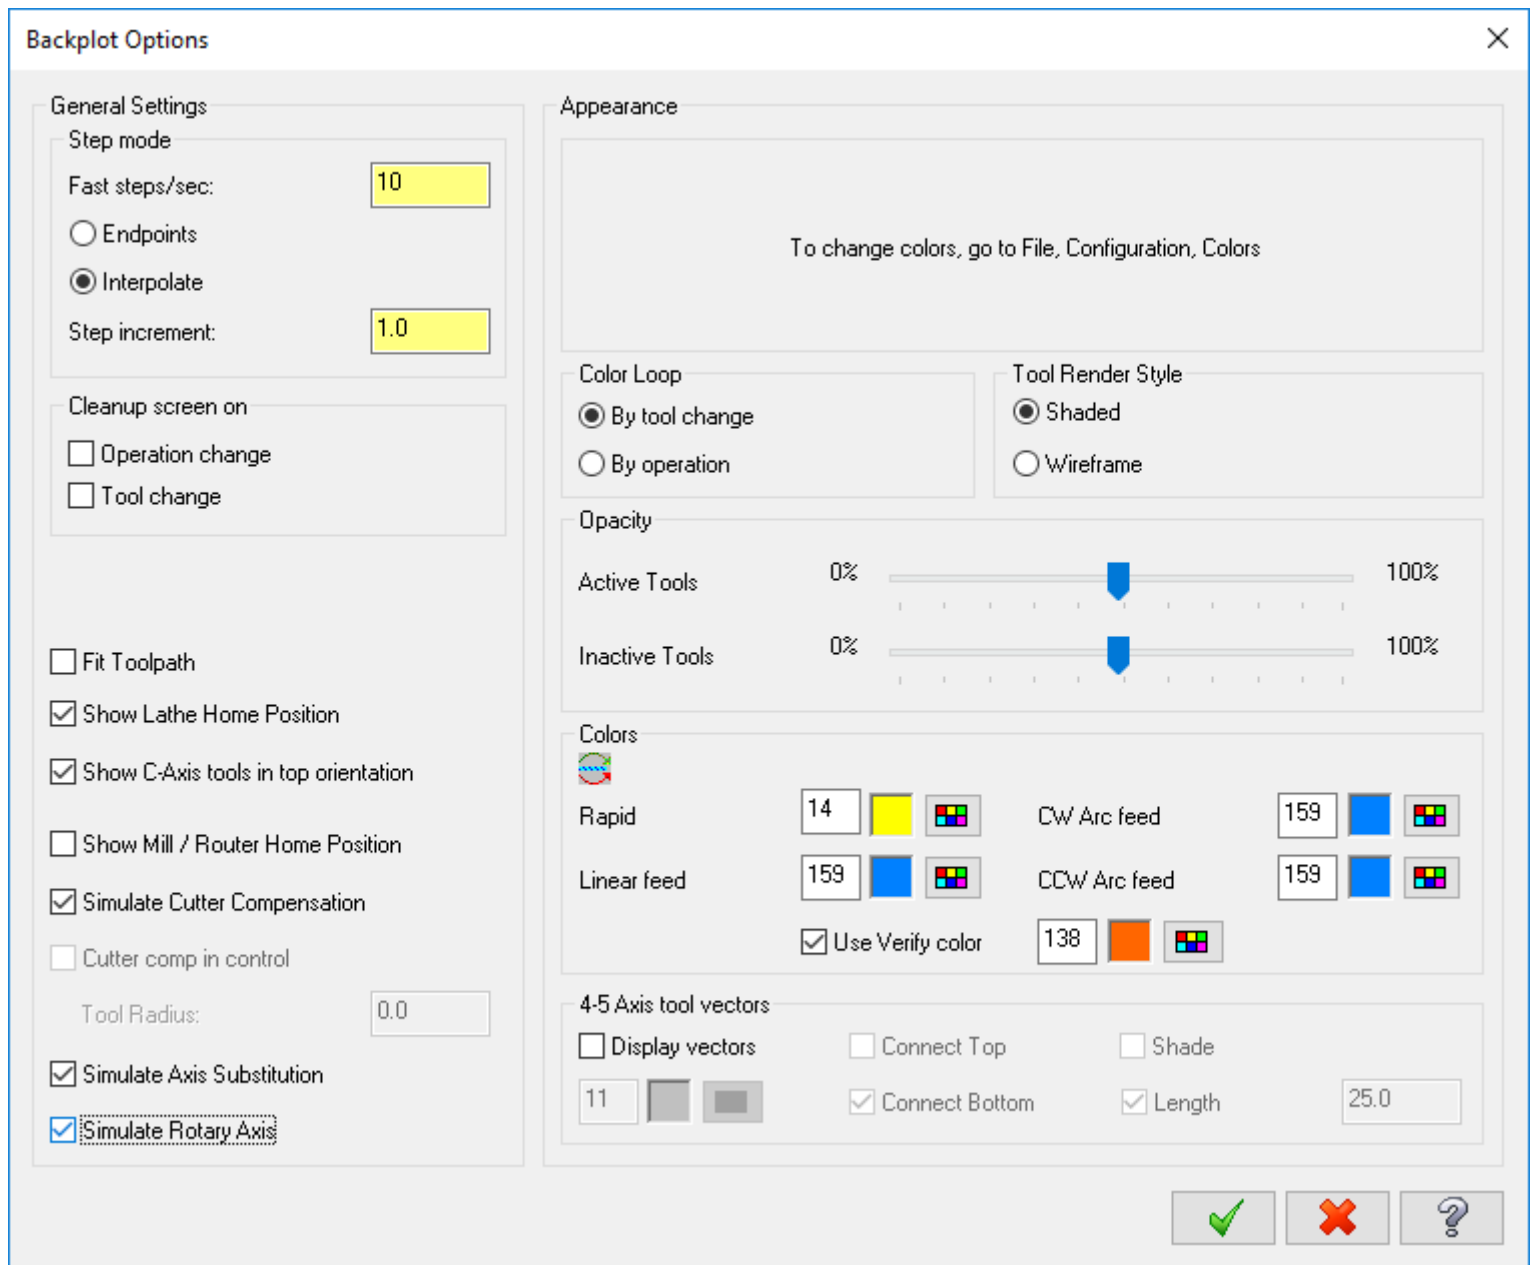 Backplot Options
General Settings
Step mode
Fast steps/sec: 10
Endpoints
Interpolate
Step increment: 1.0
Cleanup screen on
Operation change
Tool change
Fit Toolpath
Show Lathe Home Position
Show C-Axis tools in top orientation
Show Mill / Router Home Position
Simulate Cutter Compensation
Cutter comp in control
Tool Radius: 0.0
Simulate Axis Substitution
Simulate Rotary Axis
Appearance
To change colors, go to File, Configuration, Colors
Color Loop
By tool change
By operation
Tool Render Style
Shaded
Wireframe
Opacity
Active Tools 0% 100%
Inactive Tools 0% 100%
Colors
Rapid 14 CW Arc feed 159
Linear feed 159 CCW Arc feed 159
Use Verify color 138
4-5 Axis tool vectors
Display vectors Connect Top Shade
11 Connect Bottom Length 25.0